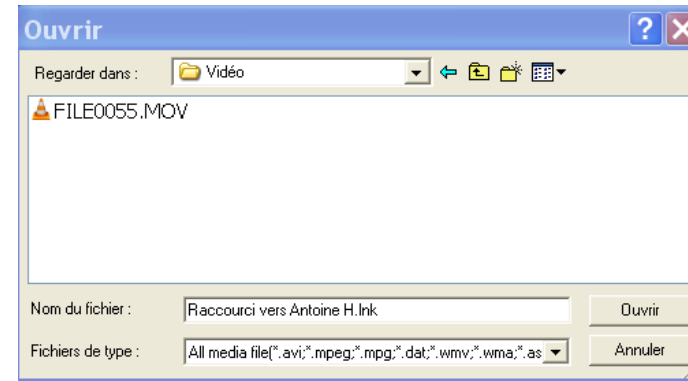 Ouvrir
Regarder dans : Vidéo
FILE0055.MOV
Nom du fichier : Raccourci vers Antoine H.lnk Ouvrir
Fichiers de type : All media file(*.avi;*.mpeg;*.mpg;*.dat;*.wmv;*.wma;*.as Annuler